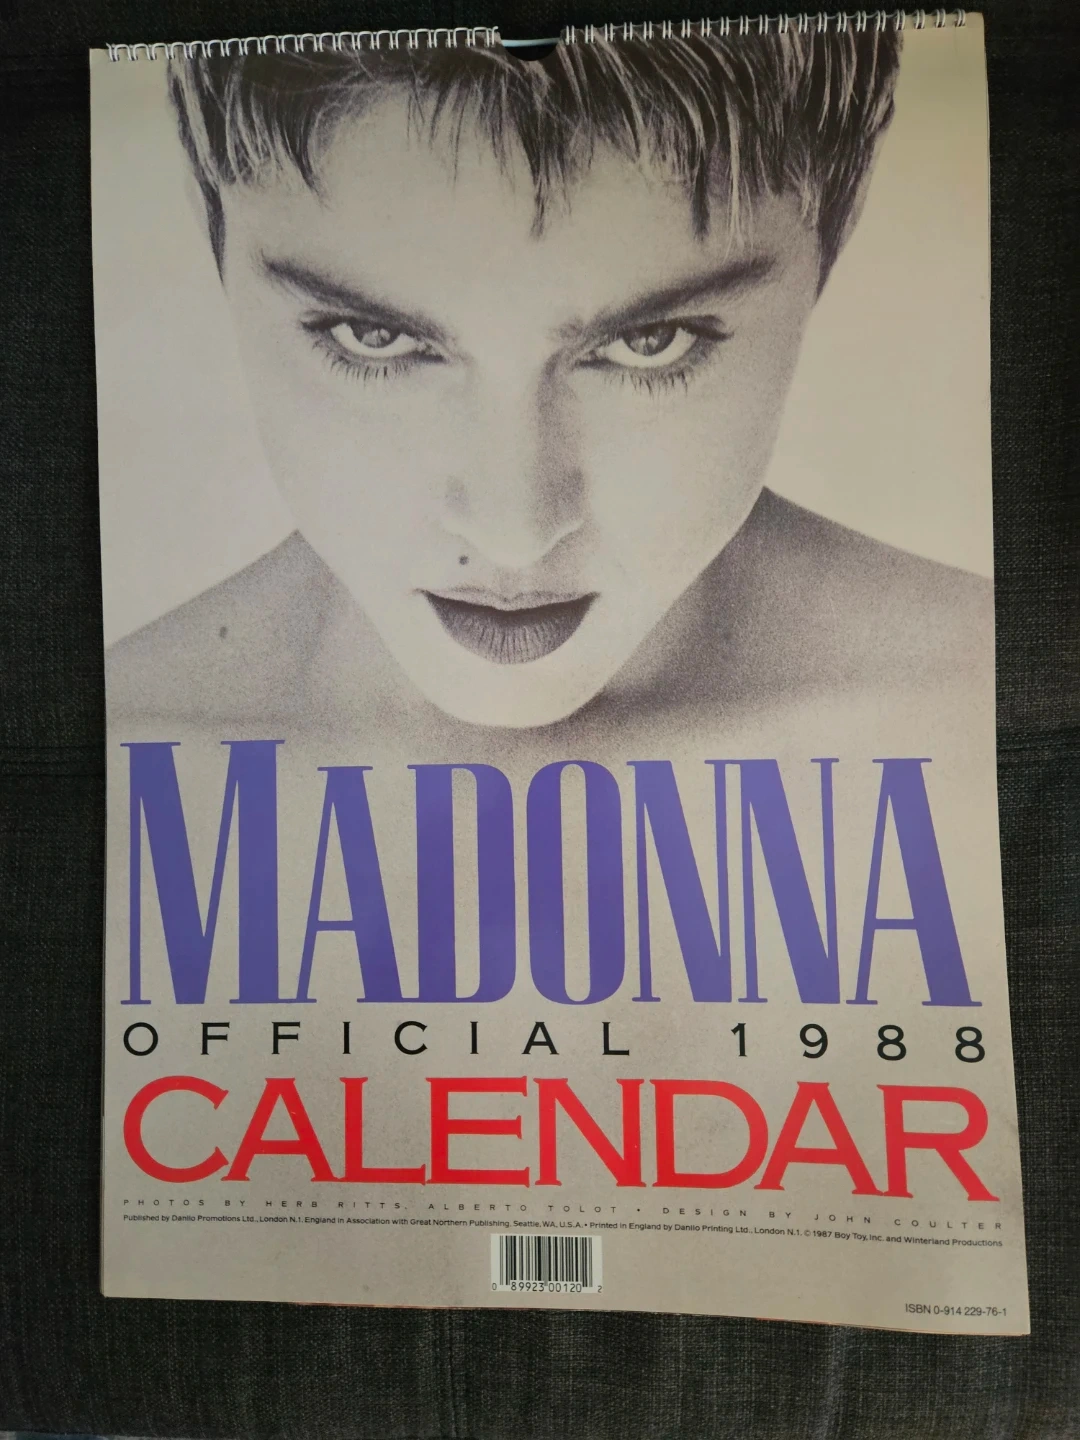 MADONNA
OFFICIAL 1988
CALENDAR
PHOTOS BY HERB RITTS, ALBERTO TOLOT • DESIGN BY JOHN COULTER
Published by Danilo Promotions Ltd., London N.1. England in Association with Great Northern Publishing, Seattle, WA, U.S.A. • Printed in England by Danilo Printing Ltd., London N.1. © 1987 Boy Toy, Inc. and Winterland Productions
0 89923 00120 2
ISBN 0-914 229-76-1